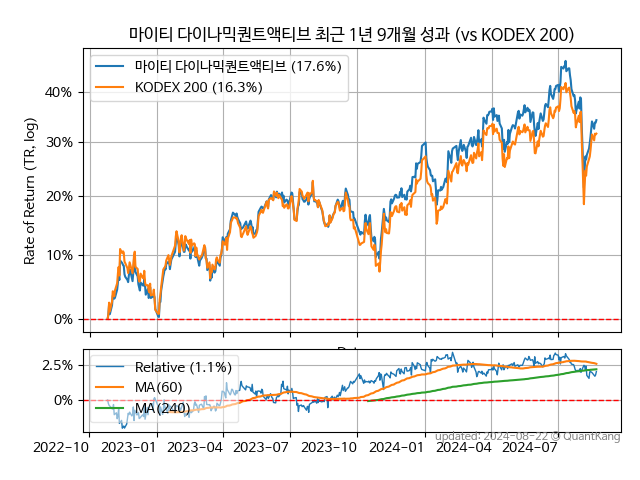 마이티 다이나믹퀀트액티브 최근 1년 9개월 성과 (vs KODEX 200)
마이티 다이나믹퀀트액티브 (17.6%)
KODEX 200 (16.3%)
Rate of Return (TR, log)
40%
30%
20%
10%
0%
Relative (1.1%)
MA(60)
MA(240)
2.5%
0%
2022-10 2023-01 2023-04 2023-07 2023-10 2024-01 2024-04 2024-07
updated: 2024-08-22 © QuantKang